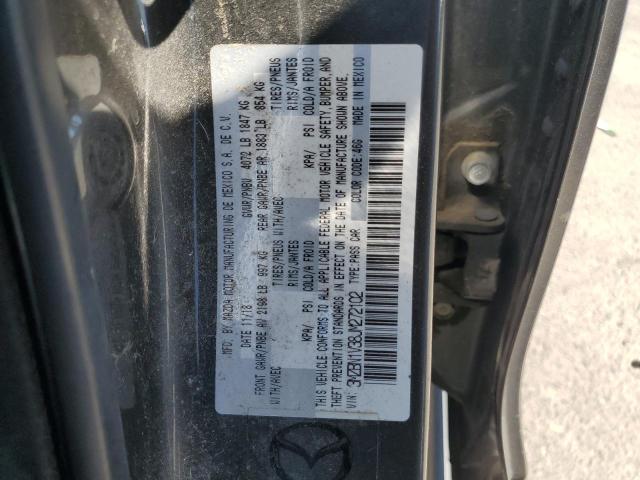 MFD. BY MAZDA MOTOR MANUFACTURING DE MEXICO S.A. DE C.V.
DATE 11/18 GVWR/PNBV 4072 LB 1847 KG
FRONT GAWR/PNBE AV 2198 LB 997 KG REAR GAWR/PNBE AR 1883 LB 854 KG
WITH/AVEC TIRES/PNEUS WITH/AVEC TIRES/PNEUS
RIMS/JANTES RIMS/JANTES
KPA/ PSI COLD/A FROID KPA/ PSI COLD/A FROID
THIS VEHICLE CONFORMS TO ALL APPLICABLE FEDERAL MOTOR VEHICLE SAFETY, BUMPER, AND
THEFT PREVENTION STANDARDS IN EFFECT ON THE DATE OF MANUFACTURE SHOWN ABOVE.
VIN: 3MZBN1V38JM272102 TYPE:PASS CAR COLOR CODE:46G MADE IN MEXICO